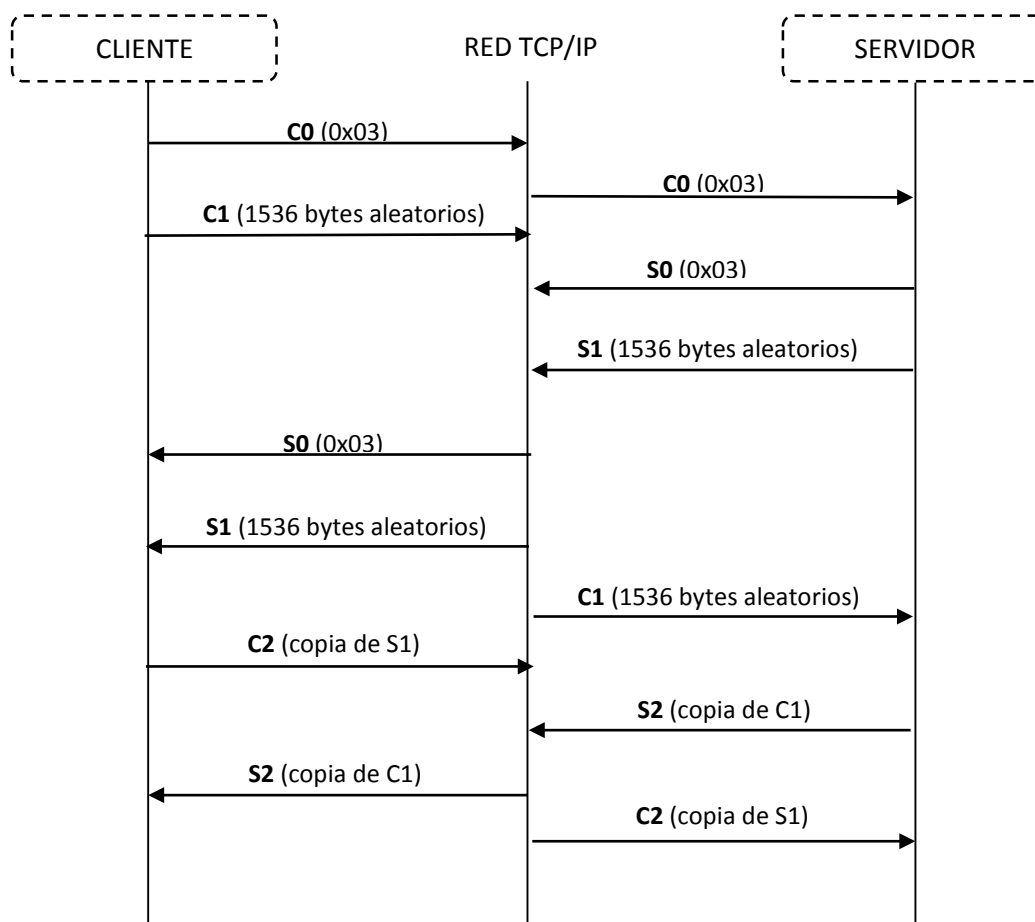 CLIENTE
RED TCP/IP
SERVIDOR
C0 (0x03)
C0 (0x03)
C1 (1536 bytes aleatorios)
S0 (0x03)
S1 (1536 bytes aleatorios)
S0 (0x03)
S1 (1536 bytes aleatorios)
C1 (1536 bytes aleatorios)
C2 (copia de S1)
S2 (copia de C1)
S2 (copia de C1)
C2 (copia de S1)